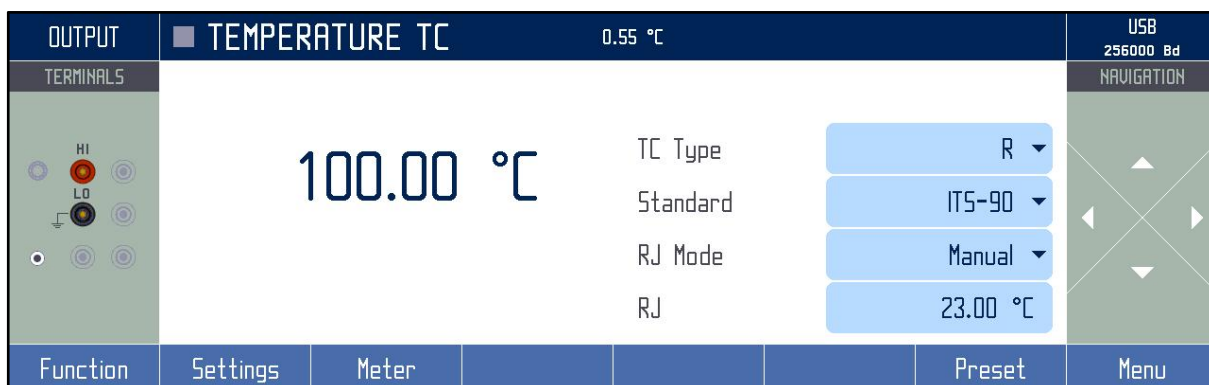 OUTPUT
TEMPERATURE TC
0.55 °C
USB
256000 Bd
TERMINALS
NAVIGATION
HI
LO
100.00 °C
TC Type
R
Standard
ITS-90
RJ Mode
Manual
RJ
23.00 °C
Function
Settings
Meter
Preset
Menu